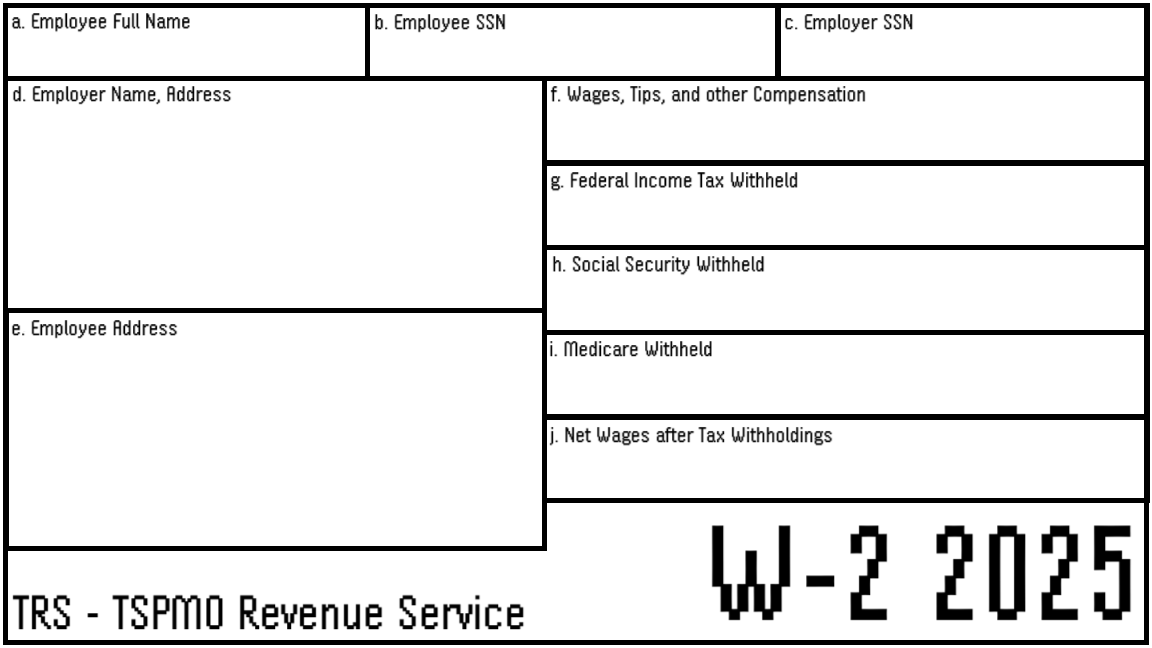 a. Employee Full Name
b. Employee SSN
c. Employer SSN
d. Employer Name, Address
f. Wages, Tips, and other Compensation
g. Federal Income Tax Withheld
h. Social Security Withheld
e. Employee Address
i. Medicare Withheld
j. Net Wages after Tax Withholdings
W-2 2025
TRS - TSPMO Revenue Service